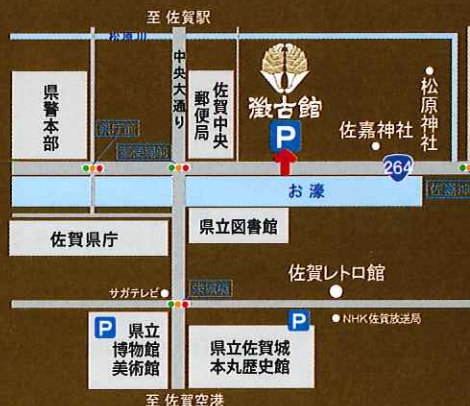 至 佐賀駅
松原川
中央大通り
県警本部
佐賀中央
郵便局
徴古館
P
松原神社
佐嘉神社
県庁前
264
お濠
佐賀県庁
県立図書館
佐賀レトロ館
サガテレビ
NHK佐賀放送局
P
県立
博物館
美術館
P
県立佐賀城
本丸歴史館
至 佐賀空港